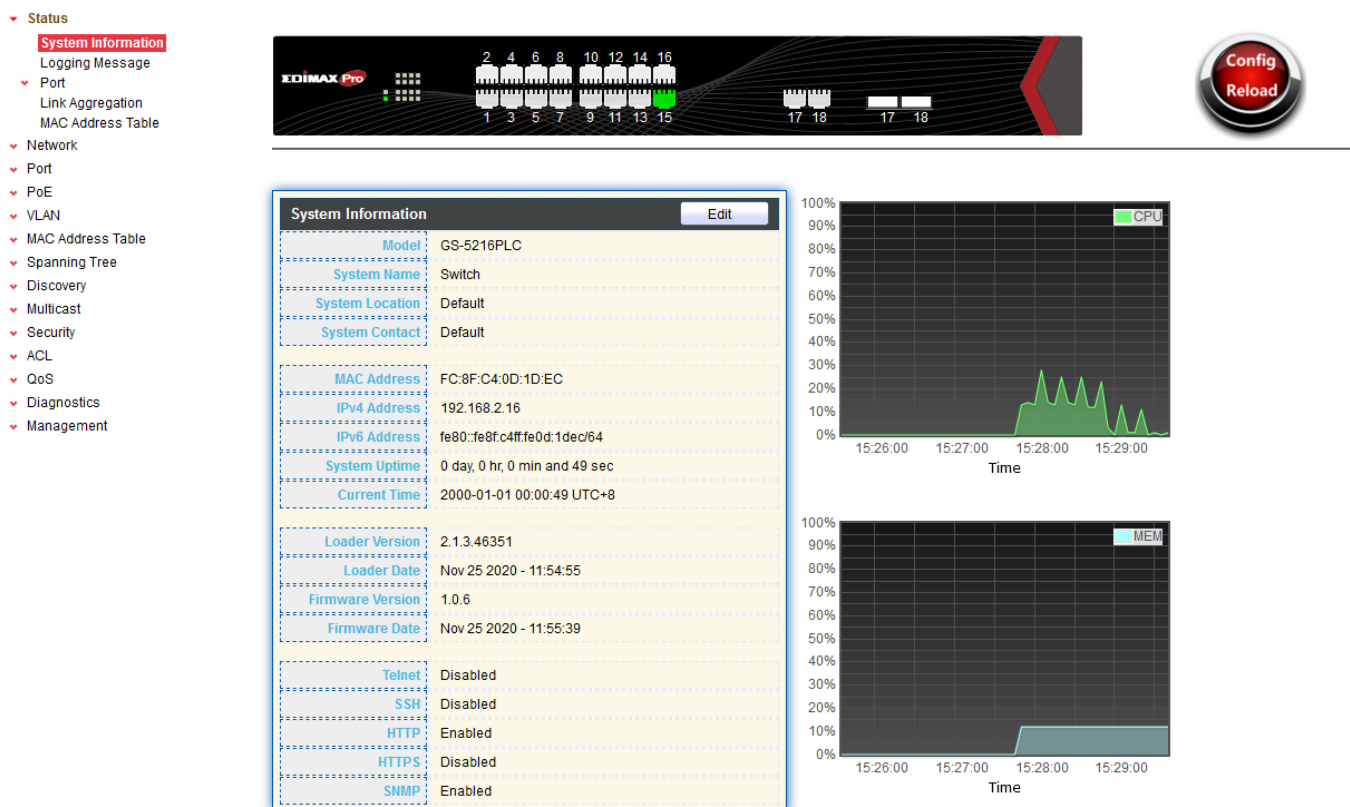 Status
System Information
Logging Message
Port
Link Aggregation
MAC Address Table
Network
Port
PoE
VLAN
MAC Address Table
Spanning Tree
Discovery
Multicast
Security
ACL
QoS
Diagnostics
Management
EDIMAX Pro
2 4 6 8 10 12 14 16
1 3 5 7 9 11 13 15 17 18 17 18
Config
Reload
System Information Edit
Model GS-5216PLC
System Name Switch
System Location Default
System Contact Default
MAC Address FC:8F:C4:0D:1D:EC
IPv4 Address 192.168.2.16
IPv6 Address fe80::fe8f:c4ff:fe0d:1dec/64
System Uptime 0 day, 0 hr, 0 min and 49 sec
Current Time 2000-01-01 00:00:49 UTC+8
Loader Version 2.1.3.46351
Loader Date Nov 25 2020 - 11:54:55
Firmware Version 1.0.6
Firmware Date Nov 25 2020 - 11:55:39
Telnet Disabled
SSH Disabled
HTTP Enabled
HTTPS Disabled
SNMP Enabled
CPU
100%
90%
80%
70%
60%
50%
40%
30%
20%
10%
0%
15:26:00 15:27:00 15:28:00 15:29:00
Time
MEM
100%
90%
80%
70%
60%
50%
40%
30%
20%
10%
0%
15:26:00 15:27:00 15:28:00 15:29:00
Time